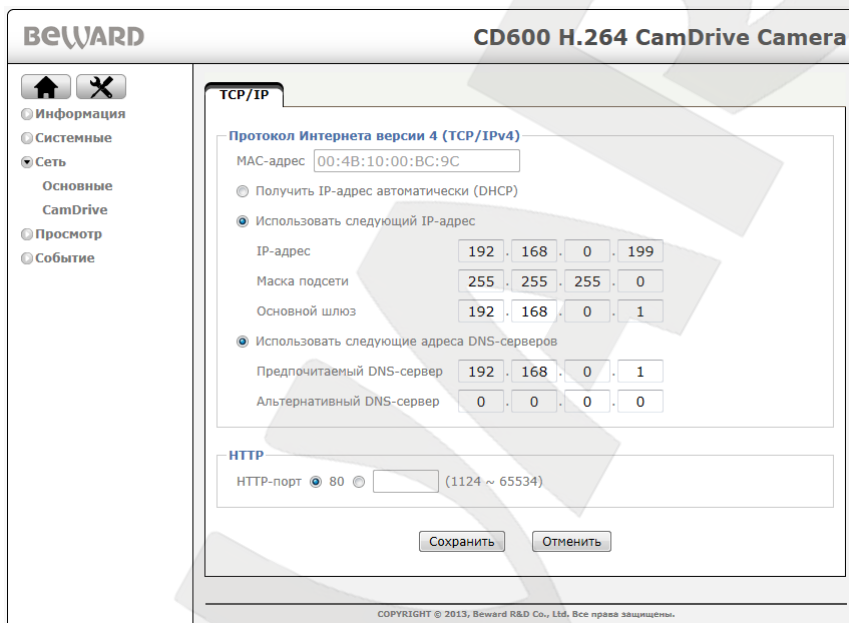 BEWARD
CD600 H.264 CamDrive Camera
Информация
Системные
Сеть
Основные
CamDrive
Просмотр
Событие
TCP/IP
Протокол Интернета версии 4 (TCP/IPv4)
MAC-адрес 00:4B:10:00:BC:9C
Получить IP-адрес автоматически (DHCP)
Использовать следующий IP-адрес
IP-адрес 192 . 168 . 0 . 199
Маска подсети 255 . 255 . 255 . 0
Основной шлюз 192 . 168 . 0 . 1
Использовать следующие адреса DNS-серверов
Предпочитаемый DNS-сервер 192 . 168 . 0 . 1
Альтернативный DNS-сервер 0 . 0 . 0 . 0
HTTP
HTTP-порт 80 (1124 ~ 65534)
Сохранить Отменить
COPYRIGHT © 2013, Beward R&D Co., Ltd. Все права защищены.